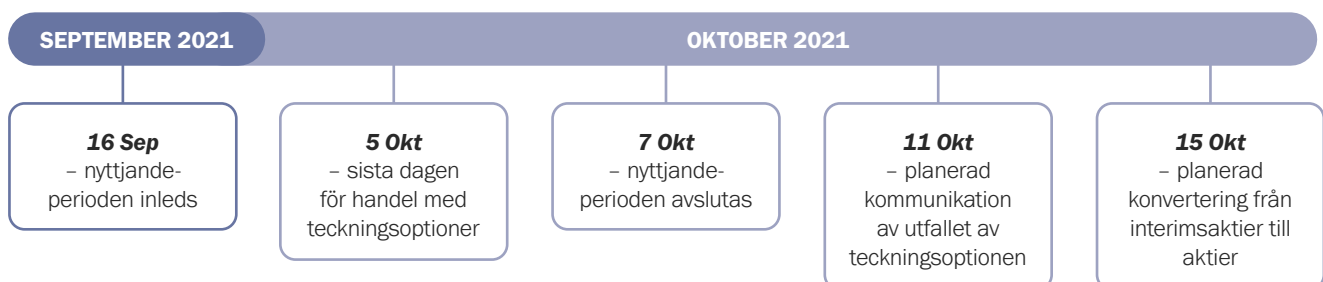 SEPTEMBER 2021
OKTOBER 2021
16 Sep
– nyttjande-
perioden inleds
5 Okt
– sista dagen
för handel med
teckningsoptioner
7 Okt
– nyttjande-
perioden avslutas
11 Okt
– planerad
kommunikation
av utfallet av
teckningsoptionen
15 Okt
– planerad
konvertering från
interimsaktier till
aktier